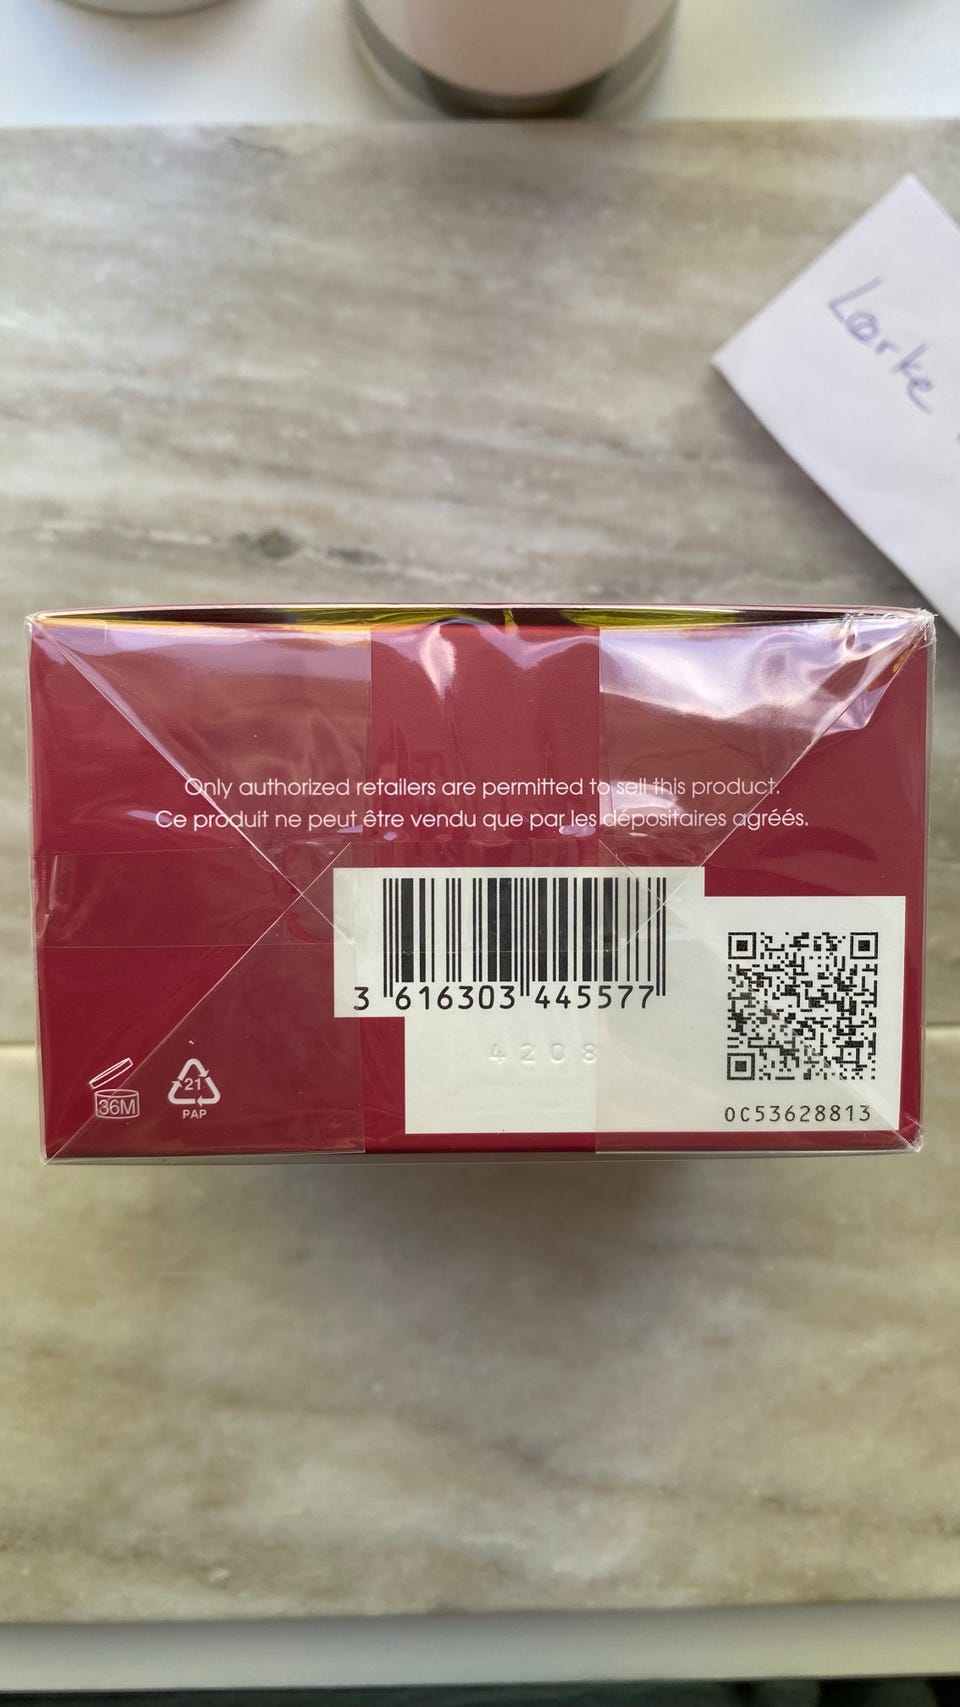 Larke
Only authorized retailers are permitted to sell this product.
Ce produit ne peut être vendu que par les dépositaires agréés.
3 616303 445577
4208
36M
21
PAP
0C53628813